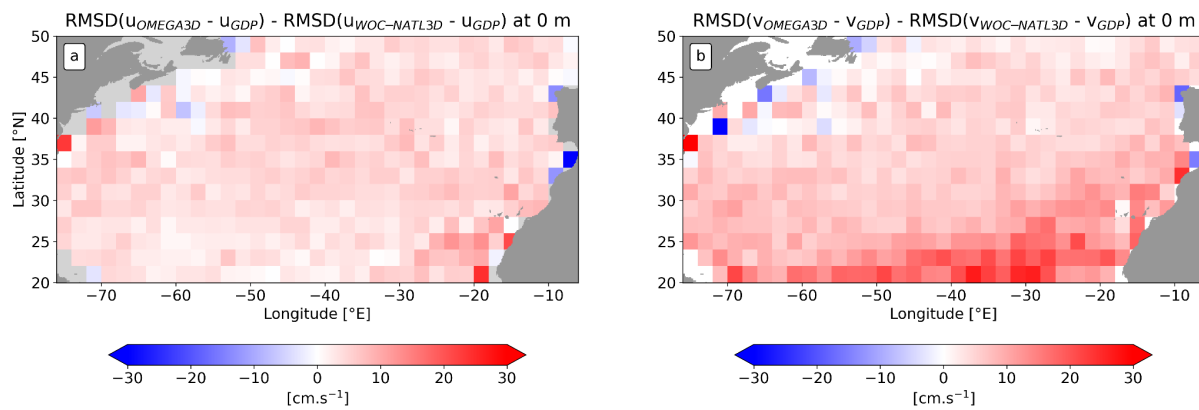 RMSD(u_OMEGA3D - u_GDP) - RMSD(u_WOC−NATL3D - u_GDP) at 0 m
a
50
45
40
35
30
25
20
Latitude [°N]
−70 −60 −50 −40 −30 −20 −10
Longitude [°E]
−30 −20 −10 0 10 20 30
[cm.s⁻¹]
RMSD(v_OMEGA3D - v_GDP) - RMSD(v_WOC−NATL3D - v_GDP) at 0 m
b
50
45
40
35
30
25
20
−70 −60 −50 −40 −30 −20 −10
Longitude [°E]
−30 −20 −10 0 10 20 30
[cm.s⁻¹]